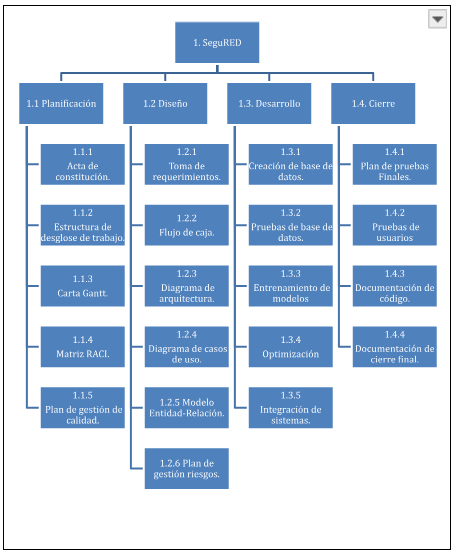 1. SeguRED
1.1 Planificación
1.2 Diseño
1.3. Desarrollo
1.4. Cierre
1.1.1
Acta de
constitución.
1.1.2
Estructura de
desglose de trabajo.
1.1.3
Carta Gantt.
1.1.4
Matriz RACI.
1.1.5
Plan de gestión de
calidad.
1.2.1
Toma de
requerimientos.
1.2.2
Flujo de caja.
1.2.3
Diagrama de
arquitectura.
1.2.4
Diagrama de casos
de uso.
1.2.5 Modelo
Entidad-Relación.
1.2.6 Plan de
gestión riesgos.
1.3.1
Creación de base de
datos.
1.3.2
Pruebas de base de
datos.
1.3.3
Entrenamiento de
modelos
1.3.4
Optimización
1.3.5
Integración de
sistemas.
1.4.1
Plan de pruebas
Finales.
1.4.2
Pruebas de
usuarios
1.4.3
Documentación de
código.
1.4.4
Documentación de
cierre final.